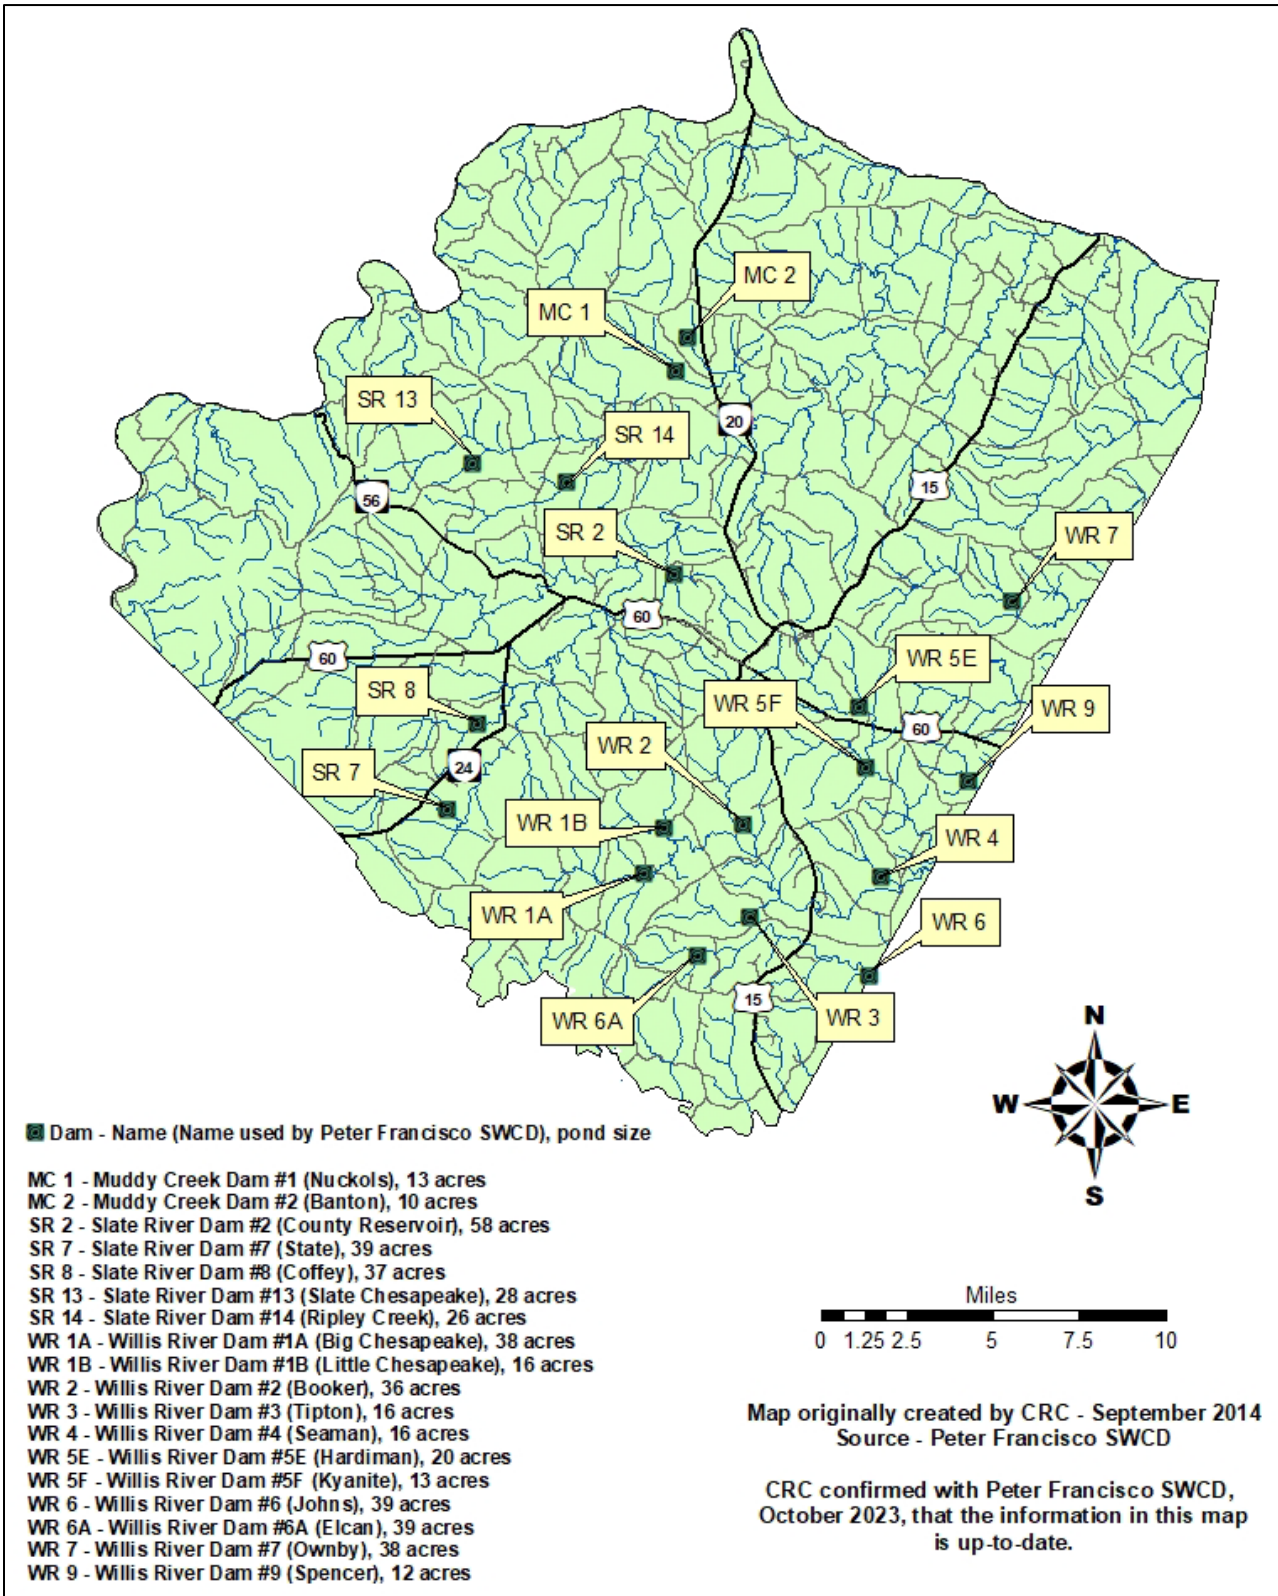 MC 2
MC 1
SR 13
20
SR 14
15
56
SR 2
WR 7
60
WR 5E
60
SR 8
WR 5F
WR 9
60
WR 2
24
SR 7
WR 1B
WR 4
WR 1A
WR 6
15
WR 3
WR 6A
N
W E
S
Dam - Name (Name used by Peter Francisco SWCD), pond size
MC 1 - Muddy Creek Dam #1 (Nuckols), 13 acres
MC 2 - Muddy Creek Dam #2 (Banton), 10 acres
SR 2 - Slate River Dam #2 (County Reservoir), 58 acres
SR 7 - Slate River Dam #7 (State), 39 acres
SR 8 - Slate River Dam #8 (Coffey), 37 acres
SR 13 - Slate River Dam #13 (Slate Chesapeake), 28 acres
SR 14 - Slate River Dam #14 (Ripley Creek), 26 acres
WR 1A - Willis River Dam #1A (Big Chesapeake), 38 acres
WR 1B - Willis River Dam #1B (Little Chesapeake), 16 acres
WR 2 - Willis River Dam #2 (Booker), 36 acres
WR 3 - Willis River Dam #3 (Tipton), 16 acres
WR 4 - Willis River Dam #4 (Seaman), 16 acres
WR 5E - Willis River Dam #5E (Hardiman), 20 acres
WR 5F - Willis River Dam #5F (Kyanite), 13 acres
WR 6 - Willis River Dam #6 (Johns), 39 acres
WR 6A - Willis River Dam #6A (Elcan), 39 acres
WR 7 - Willis River Dam #7 (Ownby), 38 acres
WR 9 - Willis River Dam #9 (Spencer), 12 acres
Miles
0 1.25 2.5 5 7.5 10
Map originally created by CRC - September 2014
Source - Peter Francisco SWCD
CRC confirmed with Peter Francisco SWCD,
October 2023, that the information in this map
is up-to-date.